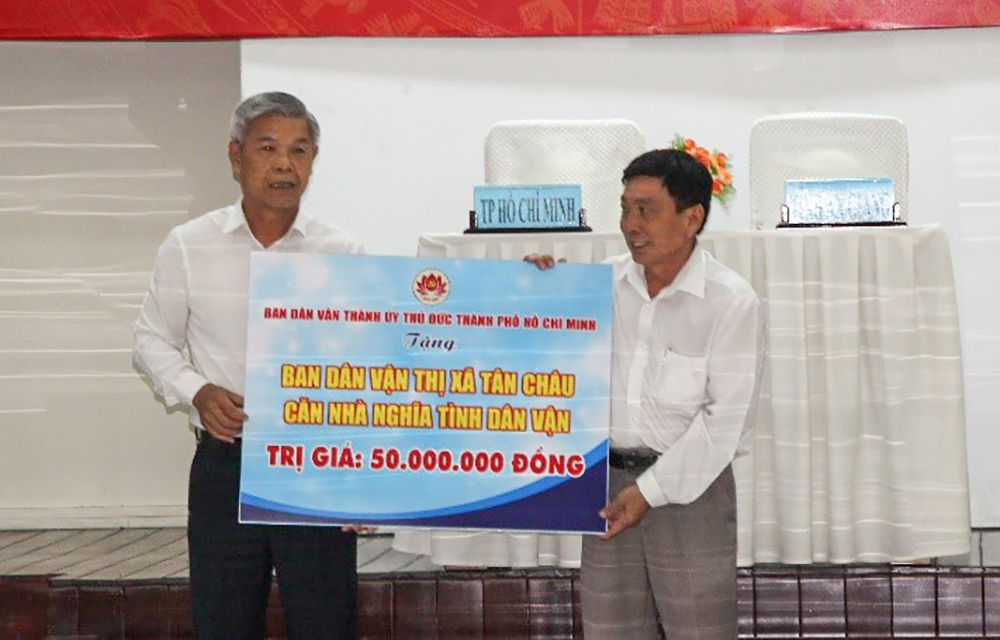 TP HỒ CHÍ MINH
BAN DÂN VẬN THÀNH ỦY THỦ ĐỨC THÀNH PHỐ HỒ CHÍ MINH
Tặng
BAN DÂN VẬN THỊ XÃ TÂN CHÂU
CĂN NHÀ NGHĨA TÌNH DÂN VẬN
TRỊ GIÁ: 50.000.000 ĐỒNG